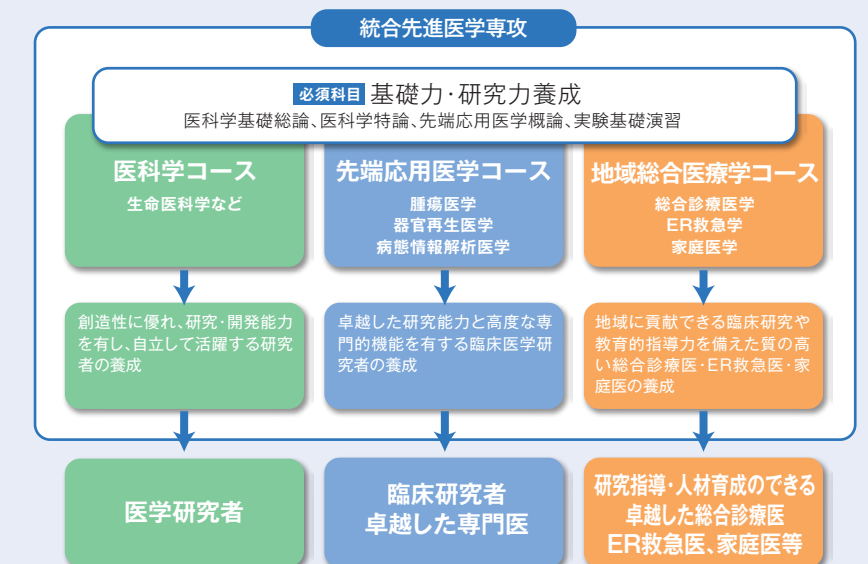 統合先進医学専攻
必須科目 基礎力・研究力養成
医科学基礎総論、医科学特論、先端応用医学概論、実験基礎演習
医科学コース
生命医科学など
先端応用医学コース
腫瘍医学
器官再生医学
病態情報解析医学
地域総合医療学コース
総合診療医学
ER救急学
家庭医学
創造性に優れ、研究・開発能力
を有し、自立して活躍する研究
者の養成
卓越した研究能力と高度な専
門的機能を有する臨床医学研
究者の養成
地域に貢献できる臨床研究や
教育的指導力を備えた質の高
い総合診療医・ER救急医・家
庭医の養成
医学研究者
臨床研究者
卓越した専門医
研究指導・人材育成のできる
卓越した総合診療医
ER救急医、家庭医等